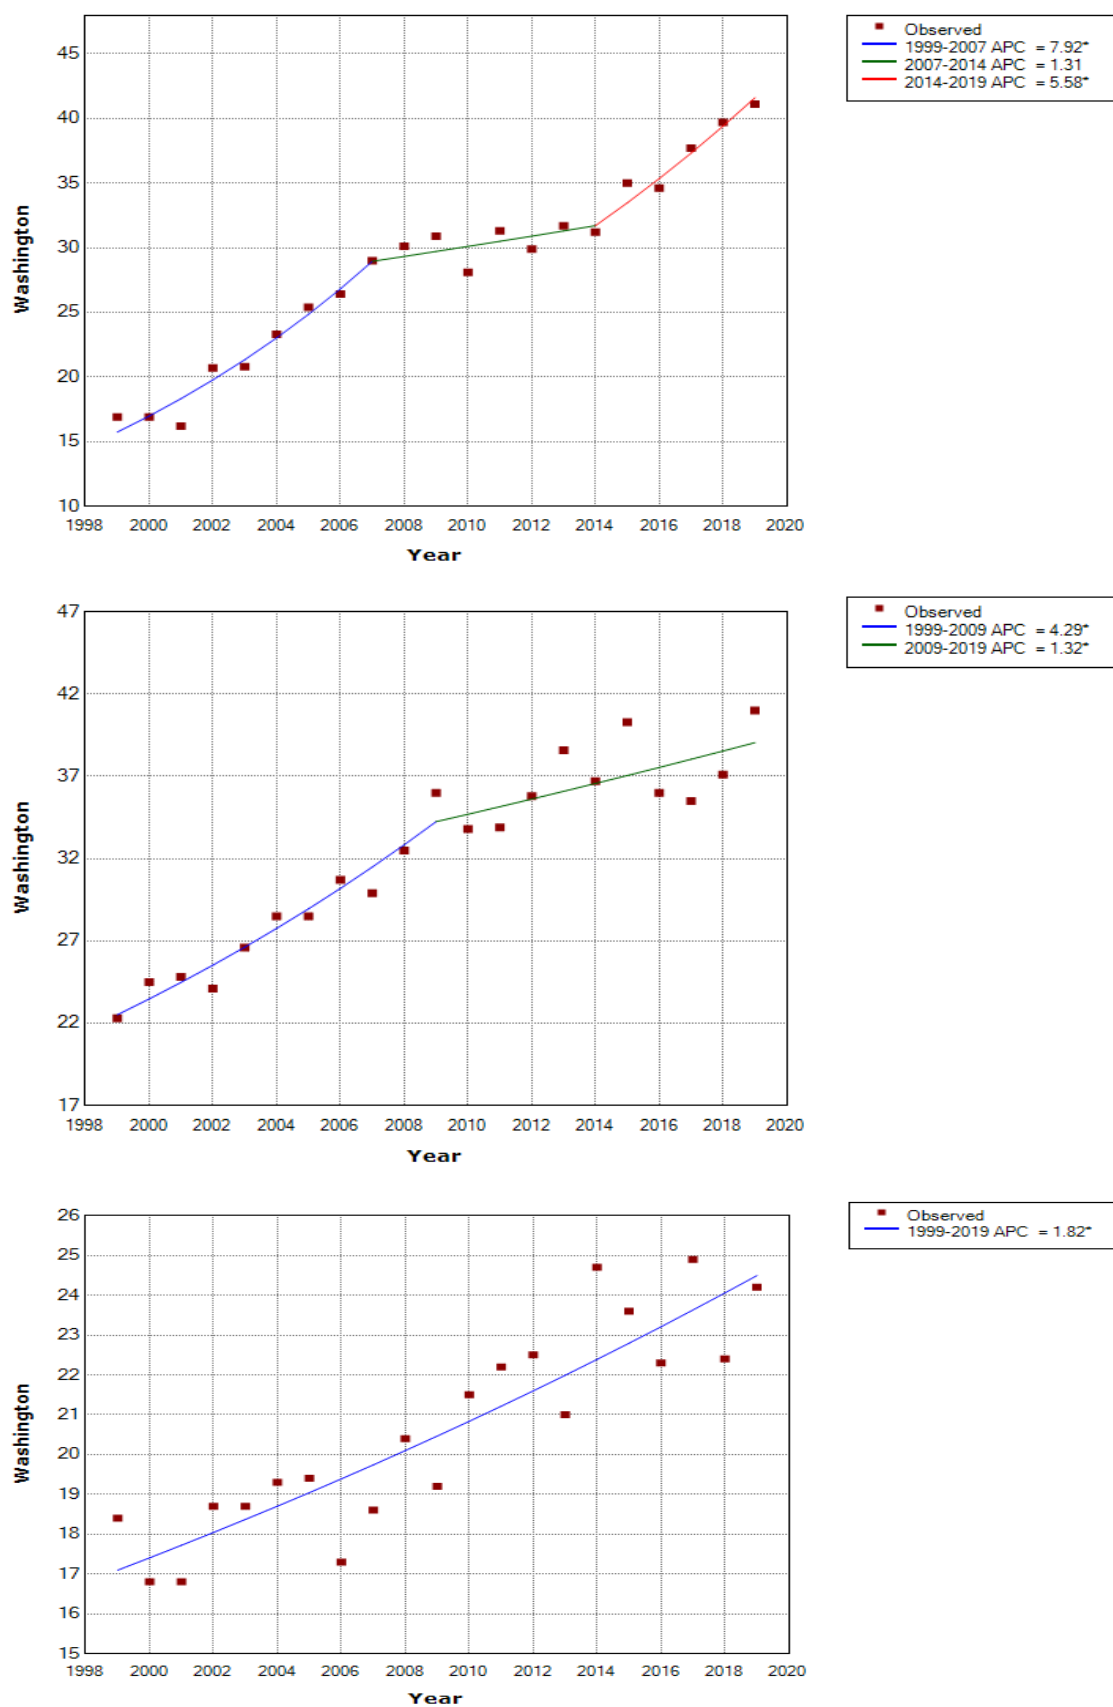 Observed
1999-2007 APC = 7.92*
2007-2014 APC = 1.31
2014-2019 APC = 5.58*
45
40
35
30
25
20
15
10
Washington
1998 2000 2002 2004 2006 2008 2010 2012 2014 2016 2018 2020
Year
Observed
1999-2009 APC = 4.29*
2009-2019 APC = 1.32*
47
42
37
32
27
22
17
Washington
1998 2000 2002 2004 2006 2008 2010 2012 2014 2016 2018 2020
Year
Observed
1999-2019 APC = 1.82*
26
25
24
23
22
21
20
19
18
17
16
15
Washington
1998 2000 2002 2004 2006 2008 2010 2012 2014 2016 2018 2020
Year